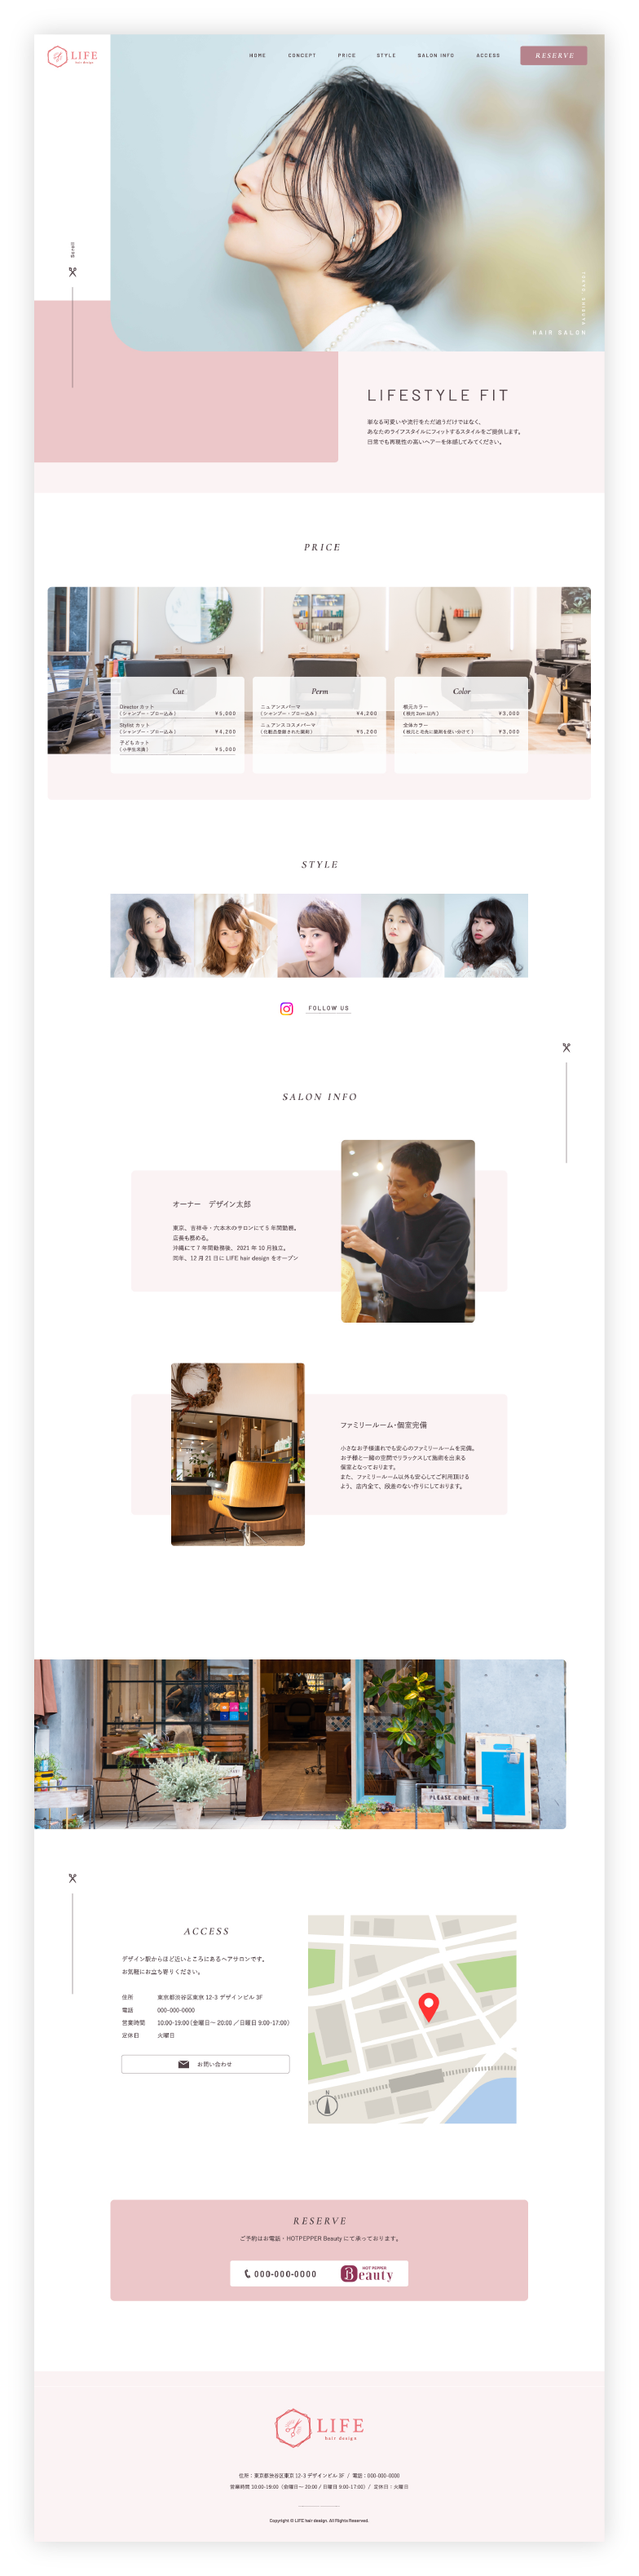 LIFE
hair design
HOME CONCEPT PRICE STYLE SALON INFO ACCESS
RESERVE
Scroll
TOKYO, SHIBUYA
HAIR SALON
LIFESTYLE FIT
単なる可愛いや流行をただ追うだけではなく、
あなたのライフスタイルにフィットするスタイルをご提供します。
日常でも再現性の高いヘアーを体感してみてください。
PRICE
Cut
Director カット
(シャンプー・ブロー込み) ¥5,000
Stylist カット
(シャンプー・ブロー込み) ¥4,200
子どもカット
(小学生未満) ¥3,000
Perm
ニュアンスパーマ
(シャンプー・ブロー込み) ¥4,200
ニュアンスコスメパーマ
(化粧品登録された薬剤) ¥5,200
Color
根元カラー
(根元 2cm 以内) ¥3,000
全体カラー
(根元と毛先に薬剤を使い分けて) ¥3,000
STYLE
FOLLOW US
SALON INFO
オーナー　デザイン太郎
東京、吉祥寺・六本木のサロンにて 5 年間勤務。
店長も務める。
沖縄にて 7 年間勤務後、2021 年 10 月独立。
同年、12 月 21 日に LIFE hair design をオープン
ファミリールーム・個室完備
小さなお子様連れでも安心のファミリールームを完備。
お子様と一緒の空間でリラックスして施術を出来る
個室となっております。
また、ファミリールーム以外も安心してご利用頂ける
よう、店内全て、段差のない作りにしております。
PLEASE COME IN
ACCESS
デザイン駅からほど近いところにあるヘアサロンです。
お気軽にお立ち寄りください。
住所 東京都渋谷区東京 12-3 デザインビル 3F
電話 000-000-0000
営業時間 10:00-19:00(金曜日〜 20:00 ／日曜日 9:00-17:00)
定休日 火曜日
お問い合わせ
N
RESERVE
ご予約はお電話・HOTPEPPER Beauty にて承っております。
000-000-0000
HOT PEPPER
Beauty
LIFE
hair design
住所：東京都渋谷区東京 12-3 デザインビル 3F / 電話：000-000-0000
営業時間 10:00-19:00（金曜日〜 20:00 / 日曜日 9:00-17:00）/ 定休日：火曜日
Copyright © LIFE hair design. All Rights Reserved.